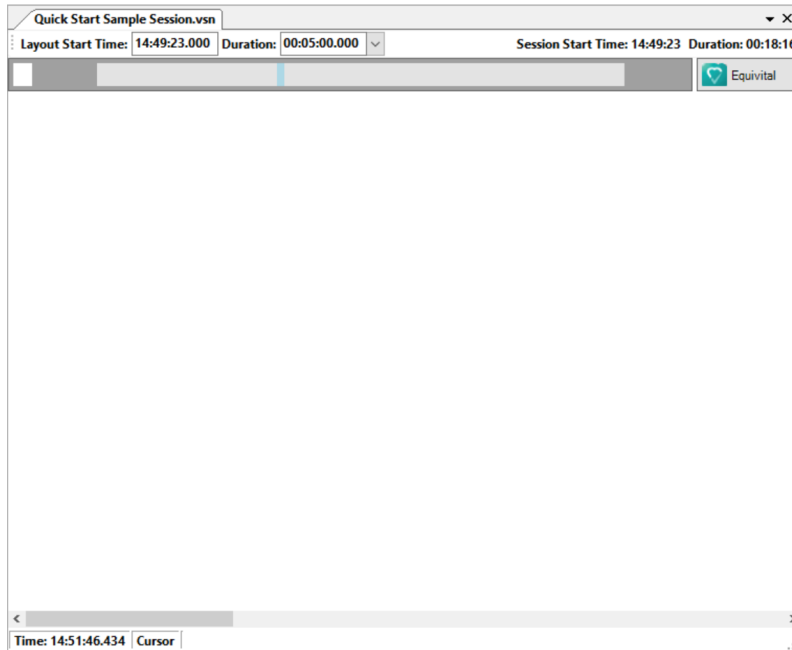 Quick Start Sample Session.vsn
Layout Start Time: 14:49:23.000 Duration: 00:05:00.000 Session Start Time: 14:49:23 Duration: 00:18:16
Equivital
Time: 14:51:46.434 Cursor